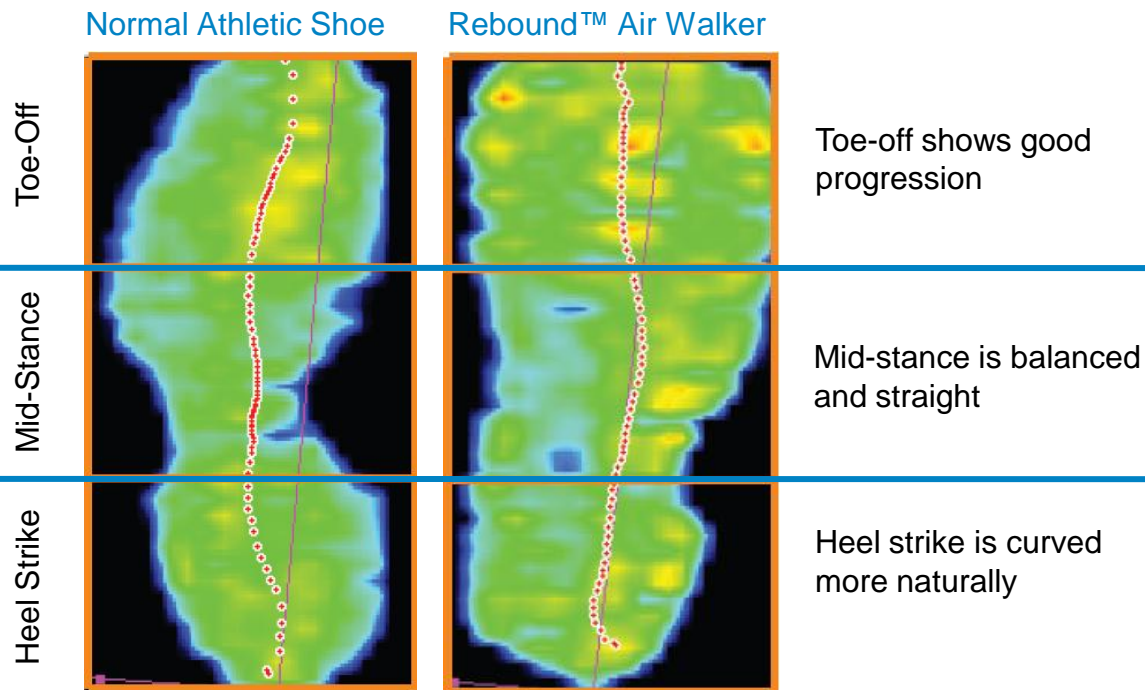 Normal Athletic Shoe
Rebound™ Air Walker
Toe-Off
Toe-off shows good
progression
Mid-Stance
Mid-stance is balanced
and straight
Heel Strike
Heel strike is curved
more naturally